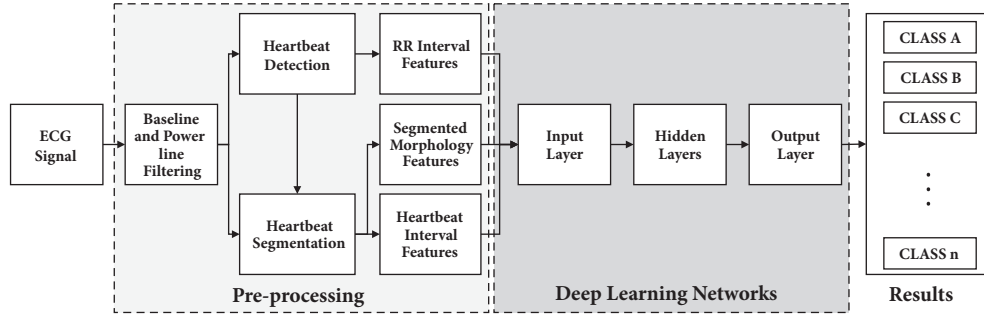 ECG
Signal
Baseline
and Power
line
Filtering
Heartbeat
Detection
Heartbeat
Segmentation
RR Interval
Features
Segmented
Morphology
Features
Heartbeat
Interval
Features
Pre-processing
Input
Layer
Hidden
Layers
Output
Layer
Deep Learning Networks
CLASS A
CLASS B
CLASS C
CLASS n
Results